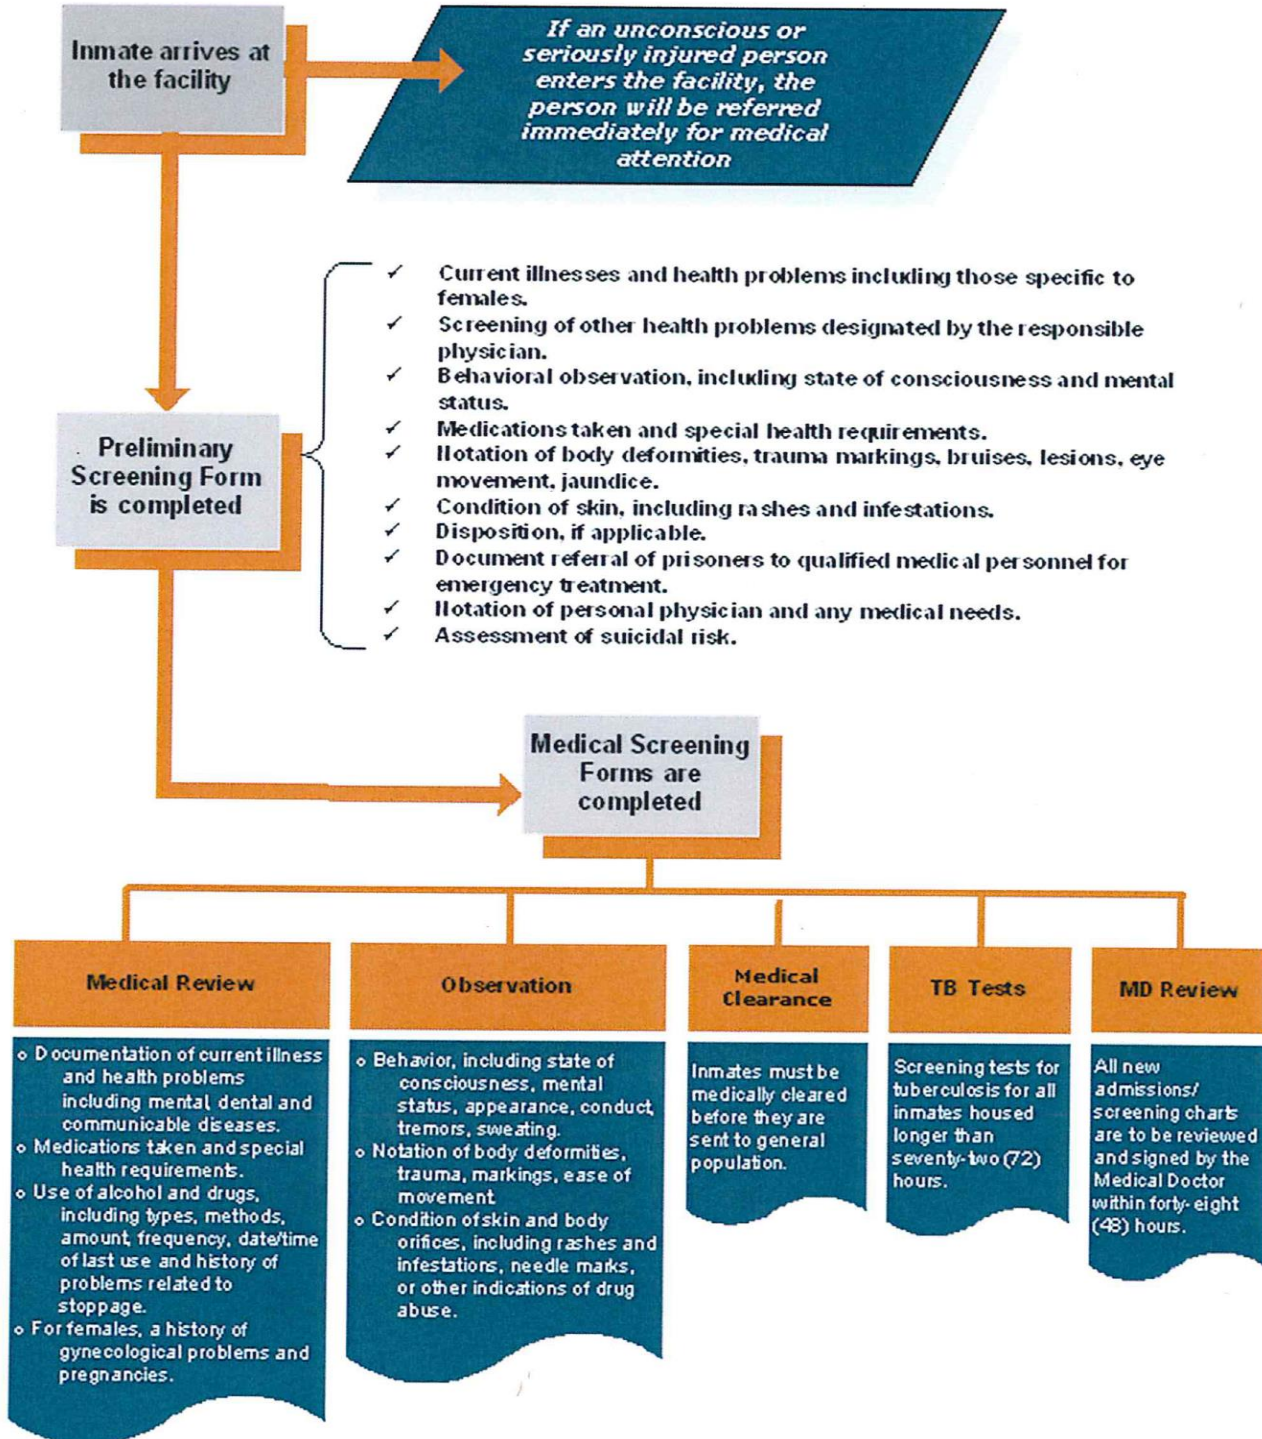 Inmate arrives at
the facility
If an unconscious or
seriously injured person
enters the facility, the
person will be referred
immediately for medical
attention
Preliminary
Screening Form
is completed
✓ Current illnesses and health problems including those specific to
females.
✓ Screening of other health problems designated by the responsible
physician.
✓ Behavioral observation, including state of consciousness and mental
status.
✓ Medications taken and special health requirements.
✓ Notation of body deformities, trauma markings, bruises, lesions, eye
movement, jaundice.
✓ Condition of skin, including rashes and infestations.
✓ Disposition, if applicable.
✓ Document referral of prisoners to qualified medical personnel for
emergency treatment.
✓ Notation of personal physician and any medical needs.
✓ Assessment of suicidal risk.
Medical Screening
Forms are
completed
Medical Review
o Documentation of current illness
and health problems
including mental, dental and
communicable diseases.
o Medications taken and special
health requirements.
o Use of alcohol and drugs,
including types, methods,
amount, frequency, date/time
of last use and history of
problems related to
stoppage.
o For females, a history of
gynecological problems and
pregnancies.
Observation
o Behavior, including state of
consciousness, mental
status, appearance, conduct,
tremors, sweating.
o Notation of body deformities,
trauma, markings, ease of
movement.
o Condition of skin and body
orifices, including rashes and
infestations, needle marks,
or other indications of drug
abuse.
Medical
Clearance
Inmates must be
medically cleared
before they are
sent to general
population.
TB Tests
Screening tests for
tuberculosis for all
inmates housed
longer than
seventy-two (72)
hours.
MD Review
All new
admissions/
screening charts
are to be reviewed
and signed by the
Medical Doctor
within forty-eight
(48) hours.